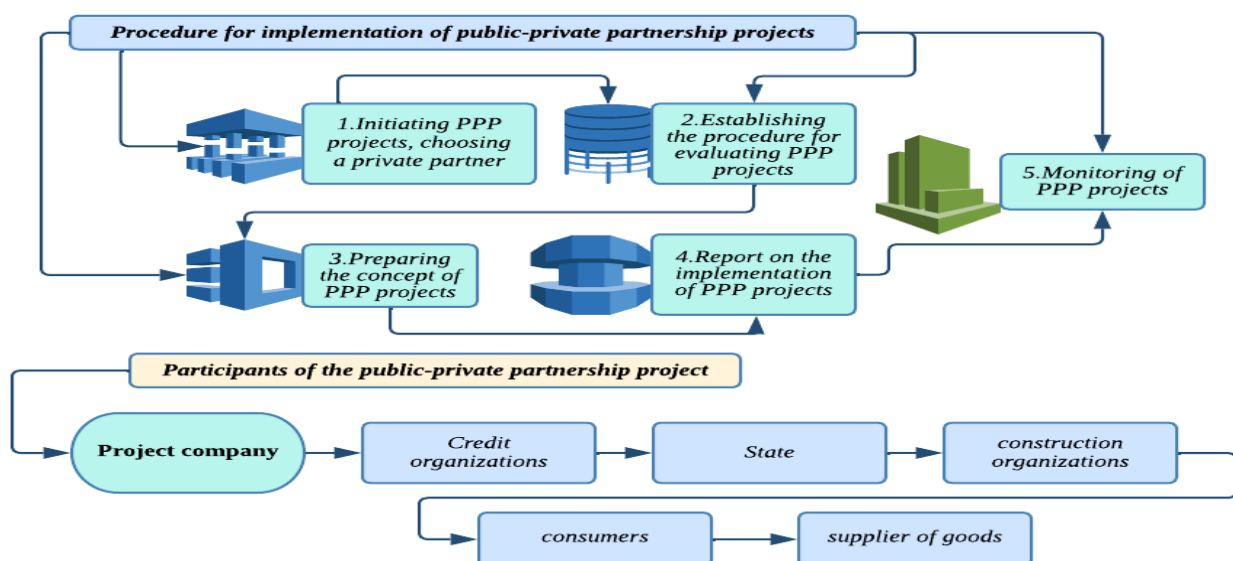 Procedure for implementation of public-private partnership projects
1.Initiating PPP
projects, choosing
a private partner
2.Establishing
the procedure for
evaluating PPP
projects
5.Monitoring of
PPP projects
3.Preparing
the concept of
PPP projects
4.Report on the
implementation
of PPP projects
Participants of the public-private partnership project
Project company
Credit
organizations
State
construction
organizations
consumers
supplier of goods